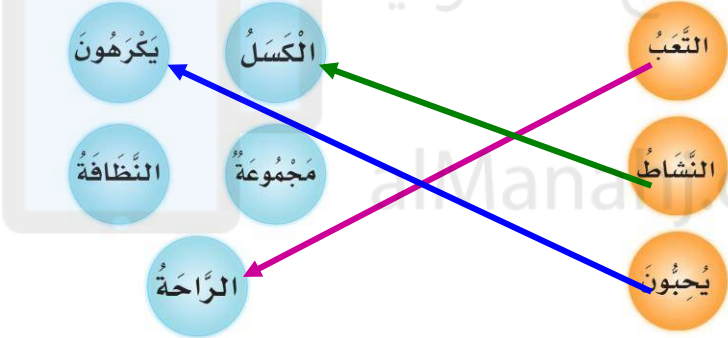 التَّعَبُ
الْكَسَلُ
يَكْرَهُونَ
النَّشَاطُ
مَجْمُوعَةٌ
النَّظَافَةُ
يُحِبُّونَ
الرَّاحَةُ